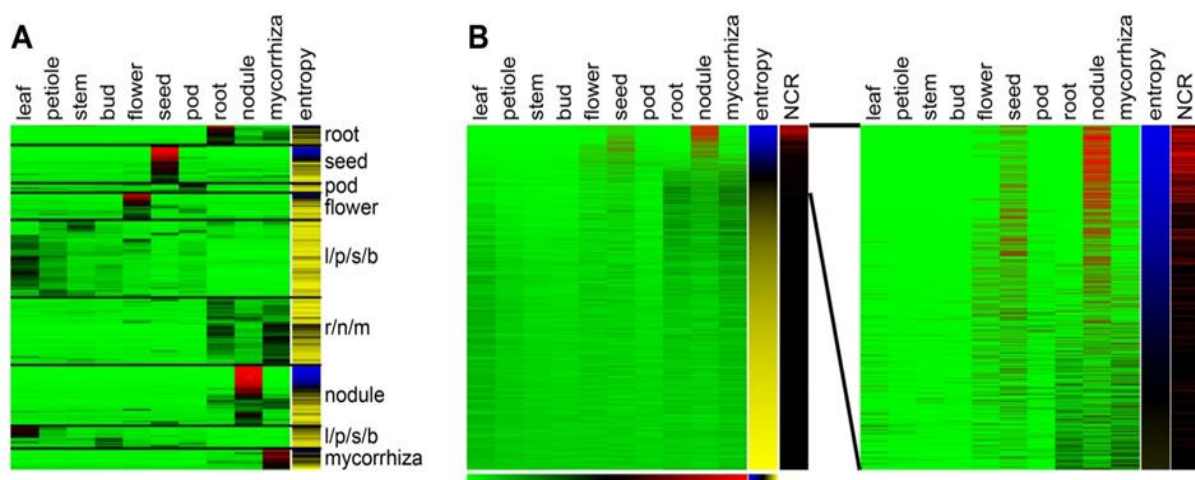 A
leaf
petiole
stem
bud
flower
seed
pod
root
nodule
mycorrhiza
entropy
root
seed
pod
flower
l/p/s/b
r/n/m
nodule
l/p/s/b
mycorrhiza
B
leaf
petiole
stem
bud
flower
seed
pod
root
nodule
mycorrhiza
entropy
NCR
leaf
petiole
stem
bud
flower
seed
pod
root
nodule
mycorrhiza
entropy
NCR